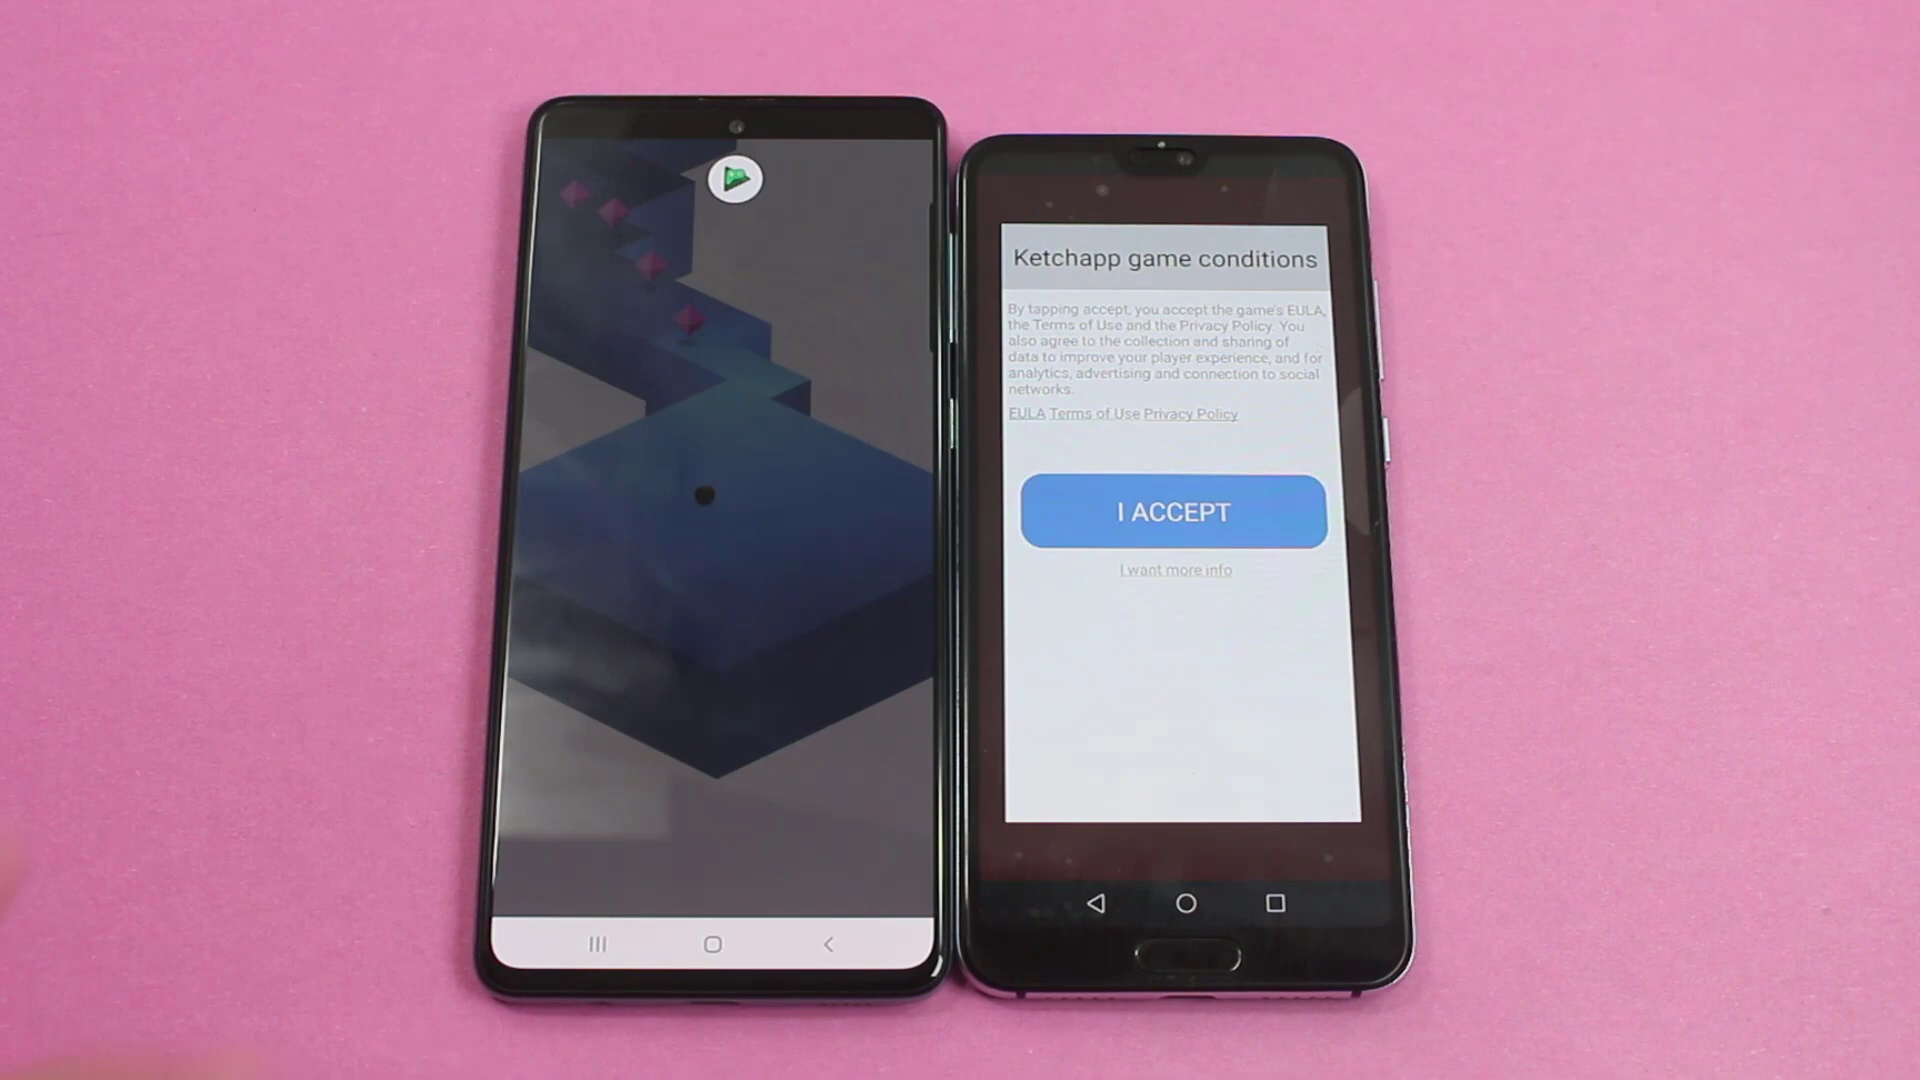 Ketchapp game conditions
By tapping accept, you accept the game's EULA,
the Terms of Use and the Privacy Policy. You
also agree to the collection and sharing of
data to improve your player experience, and for
analytics, advertising and connection to social
networks.
EULA Terms of Use Privacy Policy
I ACCEPT
I want more info